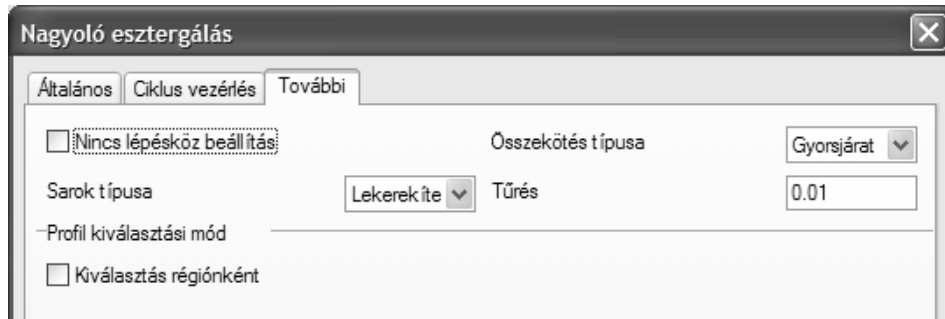 Nagyoló esztergálás
Általános Ciklus vezérlés További
Nincs lépésköz beállítás Összekötés típusa Gyorsjárat
Sarok típusa Lekerekíte Tűrés 0.01
Profil kiválasztási mód
Kiválasztás régiónként